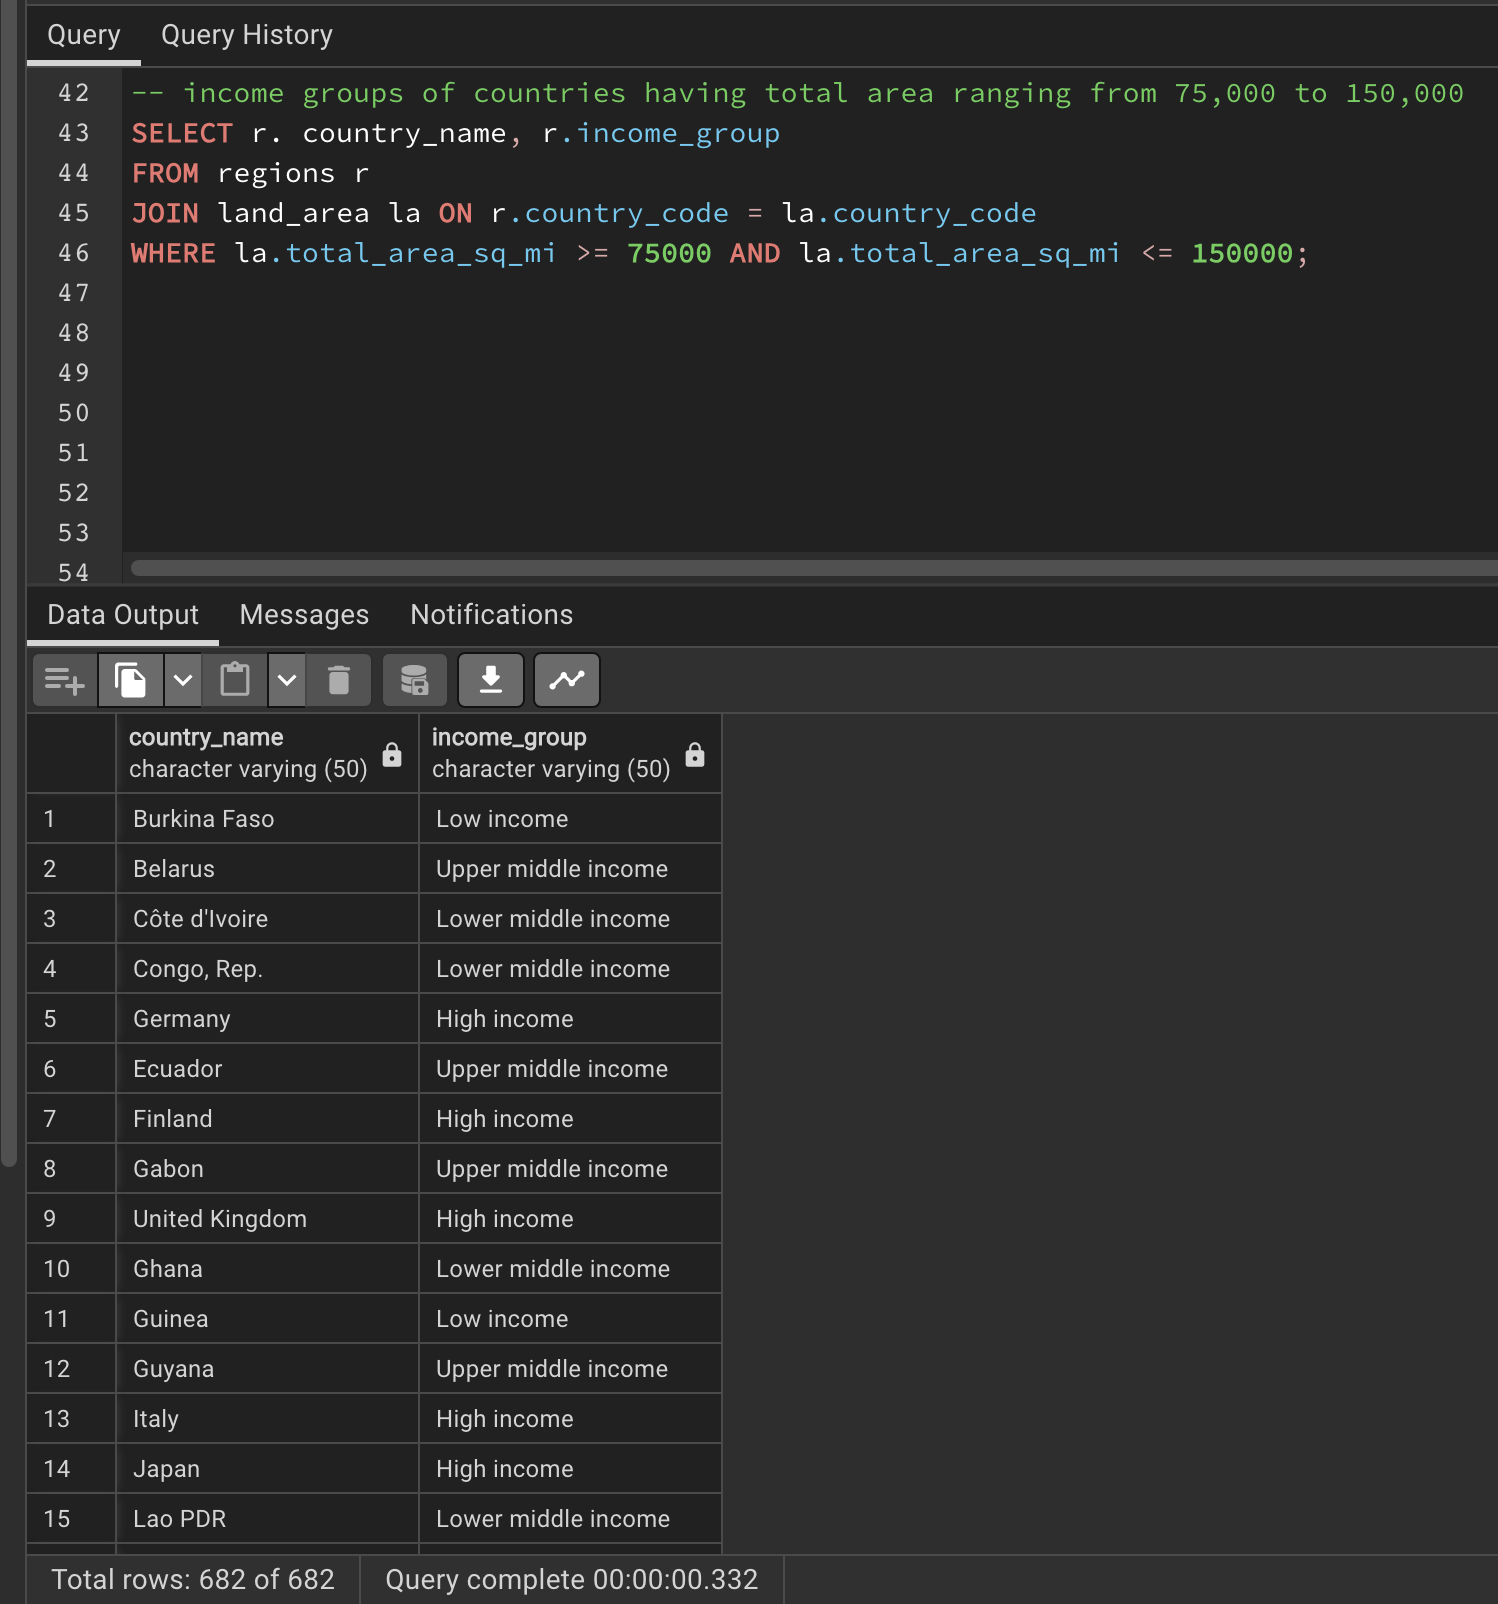 Query Query History
42 -- income groups of countries having total area ranging from 75,000 to 150,000
43 SELECT r. country_name, r.income_group
44 FROM regions r
45 JOIN land_area la ON r.country_code = la.country_code
46 WHERE la.total_area_sq_mi >= 75000 AND la.total_area_sq_mi <= 150000;
47
48
49
50
51
52
53
54
Data Output Messages Notifications
country_name income_group
character varying (50) character varying (50)
1 Burkina Faso Low income
2 Belarus Upper middle income
3 Côte d'Ivoire Lower middle income
4 Congo, Rep. Lower middle income
5 Germany High income
6 Ecuador Upper middle income
7 Finland High income
8 Gabon Upper middle income
9 United Kingdom High income
10 Ghana Lower middle income
11 Guinea Low income
12 Guyana Upper middle income
13 Italy High income
14 Japan High income
15 Lao PDR Lower middle income
Total rows: 682 of 682 Query complete 00:00:00.332